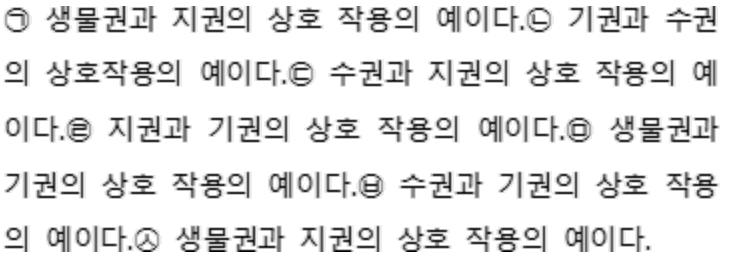 ㉠ 생물권과 지권의 상호 작용의 예이다.㉡ 기권과 수권
의 상호작용의 예이다.㉢ 수권과 지권의 상호 작용의 예
이다.㉣ 지권과 기권의 상호 작용의 예이다.㉤ 생물권과
기권의 상호 작용의 예이다.㉥ 수권과 기권의 상호 작용
의 예이다.㉦ 생물권과 지권의 상호 작용의 예이다.